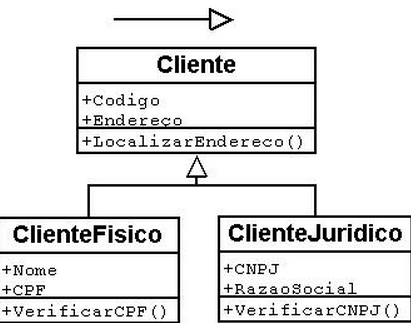 Cliente
+Codigo
+Endereço
+LocalizarEndereco()
ClienteFisico
+Nome
+CPF
+VerificarCPF()
ClienteJuridico
+CNPJ
+RazaoSocial
+VerificarCNPJ()